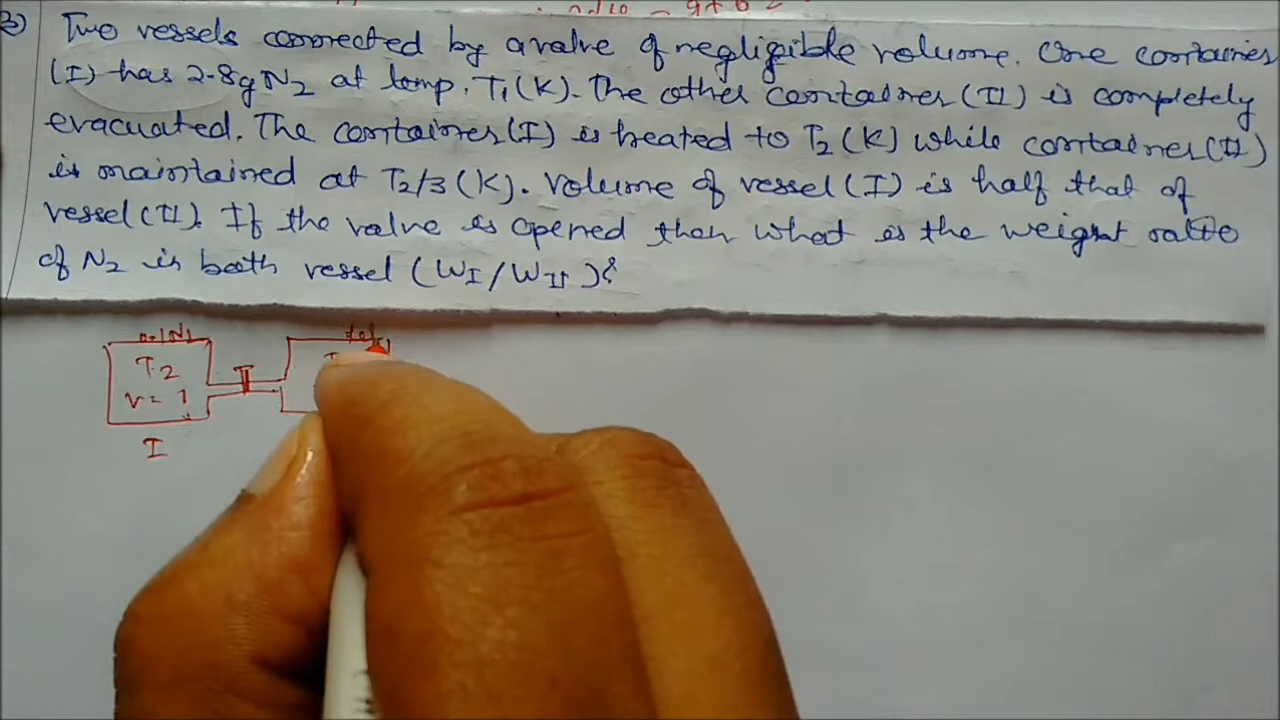 3) Two vessels connected by a valve of negligible volume. One container
(I) has 2.8g N2 at temp. T1(K). The other container (II) is completely
evacuated. The container (I) is heated to T2 (K) while container (II)
is maintained at T2/3 (K). Volume of vessel (I) is half that of
vessel (II). If the valve is opened then what is the weight ratio
of N2 is both vessel (WI/WII)?
T2
V = 1
I